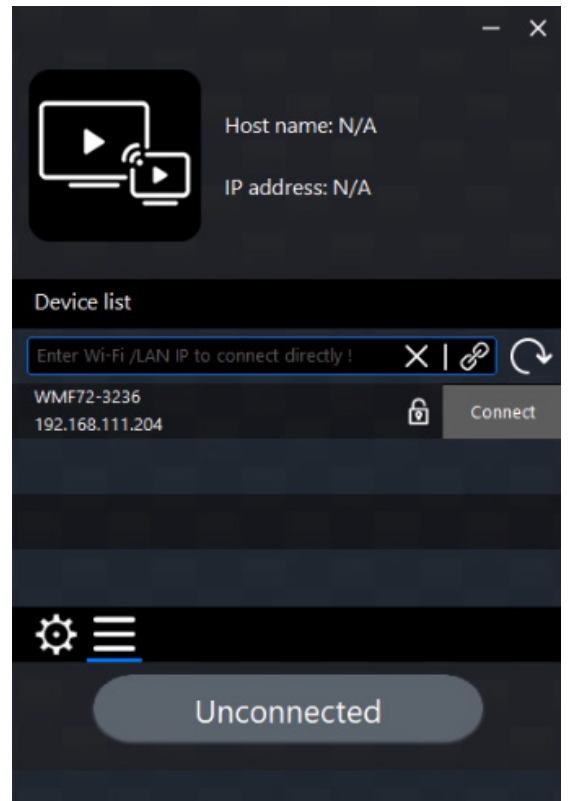 Host name: N/A
IP address: N/A
Device list
Enter Wi-Fi /LAN IP to connect directly !
WMF72-3236
192.168.111.204
Connect
Unconnected